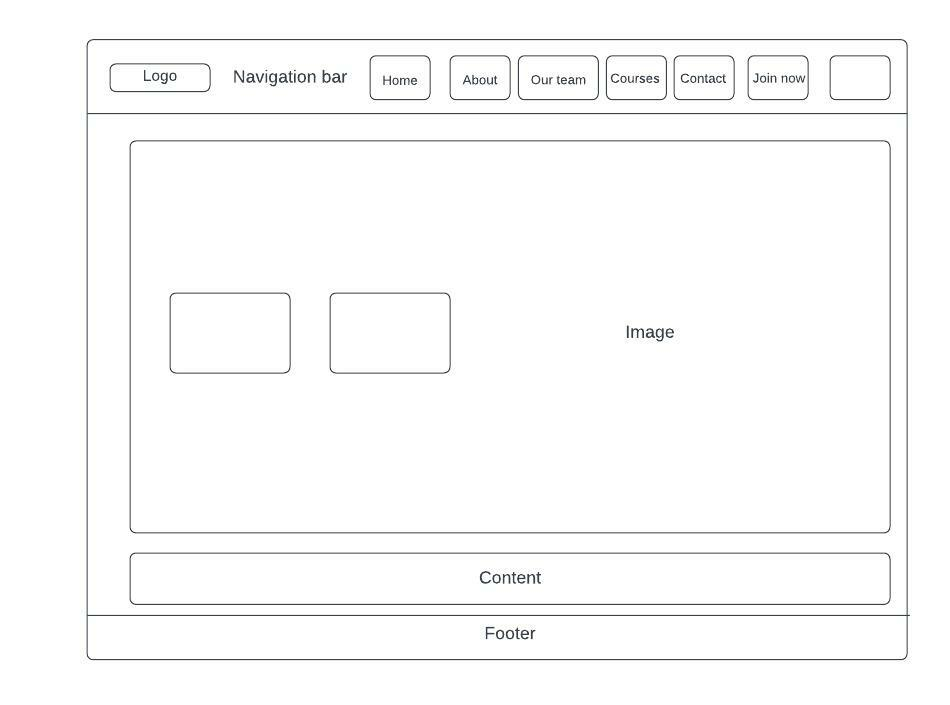 Logo
Navigation bar
Home
About
Our team
Courses
Contact
Join now
Image
Content
Footer